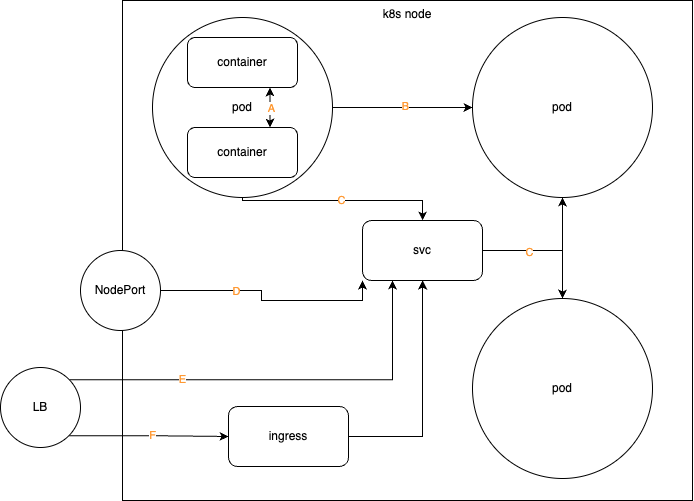 k8s node
container
A
pod
container
B
pod
C
svc
C
NodePort
D
pod
LB
E
F
ingress